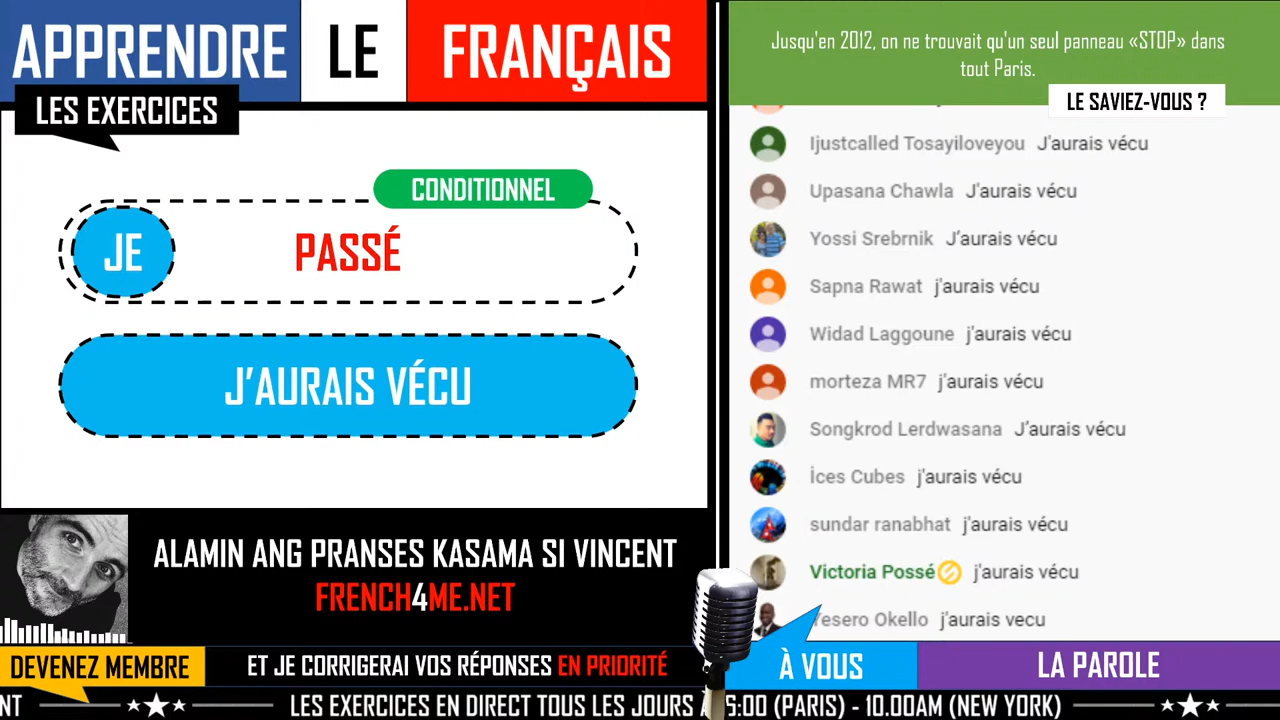 APPRENDRE LE FRANÇAIS
LES EXERCICES
CONDITIONNEL
JE
PASSÉ
J'AURAIS VÉCU
ALAMIN ANG PRANSES KASAMA SI VINCENT
FRENCH4ME.NET
DEVENEZ MEMBRE
ET JE CORRIGERAI VOS RÉPONSES EN PRIORITÉ
Jusqu'en 2012, on ne trouvait qu'un seul panneau «STOP» dans
tout Paris.
LE SAVIEZ-VOUS ?
Ijustcalled Tosayiloveyou J'aurais vécu
Upasana Chawla J'aurais vécu
Yossi Srebrnik J'aurais vécu
Sapna Rawat j'aurais vécu
Widad Laggoune j'aurais vécu
morteza MR7 j'aurais vécu
Songkrod Lerdwasana J'aurais vécu
İces Cubes j'aurais vécu
sundar ranabhat j'aurais vécu
Victoria Possé j'aurais vécu
Okello j'aurais vecu
À VOUS
LA PAROLE
NT LES EXERCICES EN DIRECT TOUS LES JOURS À 6:00 (PARIS) - 10.00AM (NEW YORK)